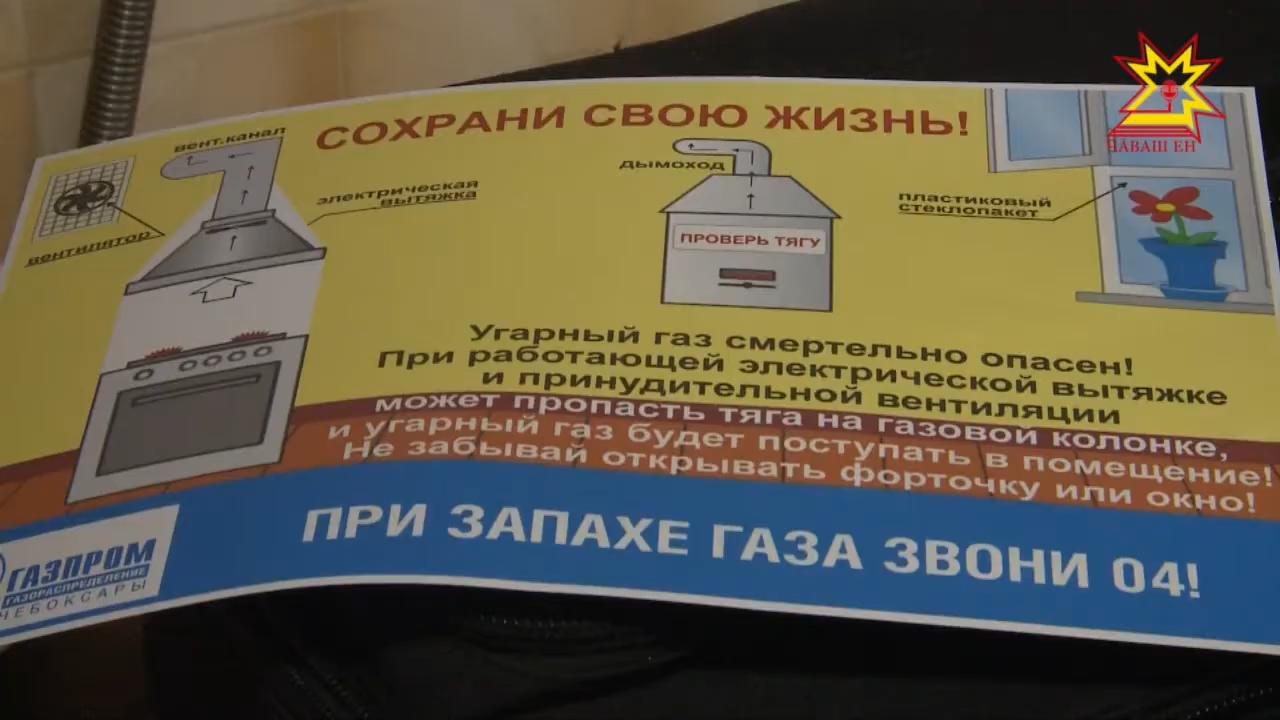 СОХРАНИ СВОЮ ЖИЗНЬ!
вент.канал
электрическая
вытяжка
вентилятор
дымоход
ПРОВЕРЬ ТЯГУ
пластиковый
стеклопакет
ЧӐВАШ ЕН
Угарный газ смертельно опасен!
При работающей электрической вытяжке
и принудительной вентиляции
может пропасть тяга на газовой колонке,
и угарный газ будет поступать в помещение!
Не забывай открывать форточку или окно!
ПРИ ЗАПАХЕ ГАЗА ЗВОНИ 04!
ГАЗПРОМ
ГАЗОРАСПРЕДЕЛЕНИЕ
ЧЕБОКСАРЫ